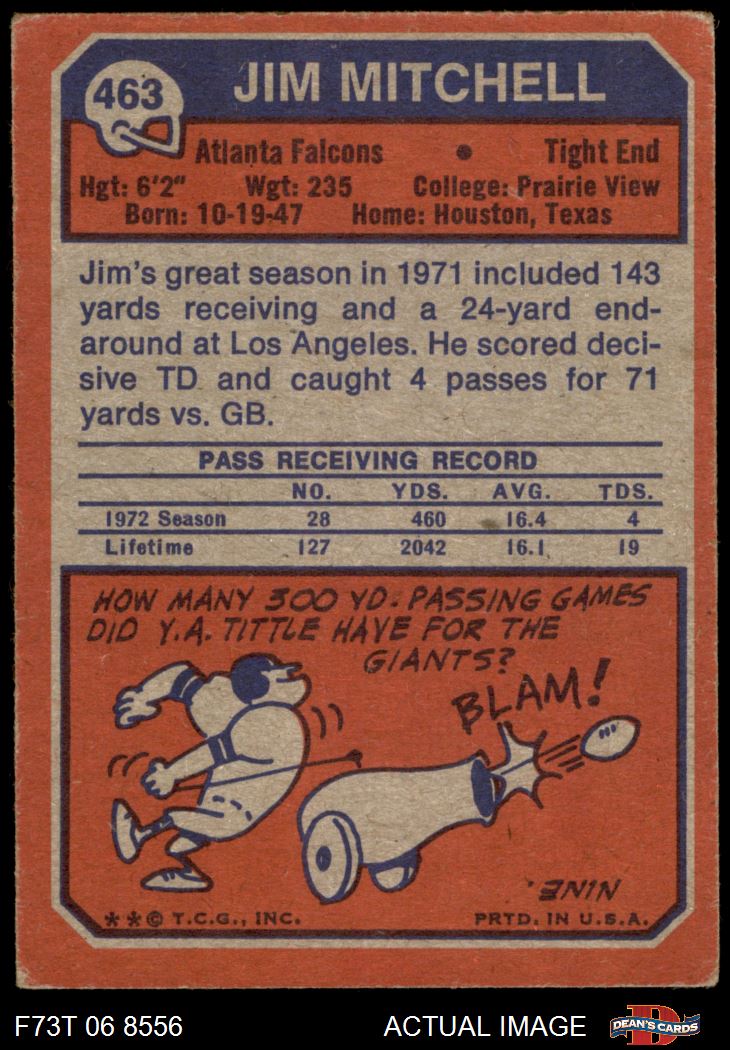 463
JIM MITCHELL
Atlanta Falcons • Tight End
Hgt: 6'2" Wgt: 235 College: Prairie View
Born: 10-19-47 Home: Houston, Texas
Jim's great season in 1971 included 143
yards receiving and a 24-yard end-
around at Los Angeles. He scored deci-
sive TD and caught 4 passes for 71
yards vs. GB.
PASS RECEIVING RECORD
NO. YDS. AVG. TDS.
1972 Season 28 460 16.4 4
Lifetime 127 2042 16.1 19
HOW MANY 300 YD. PASSING GAMES
DID Y.A. TITTLE HAVE FOR THE
GIANTS?
BLAM!
NINE.
**© T.C.G., INC. PRTD. IN U.S.A.
F73T 06 8556 ACTUAL IMAGE
D
DEAN'S CARDS